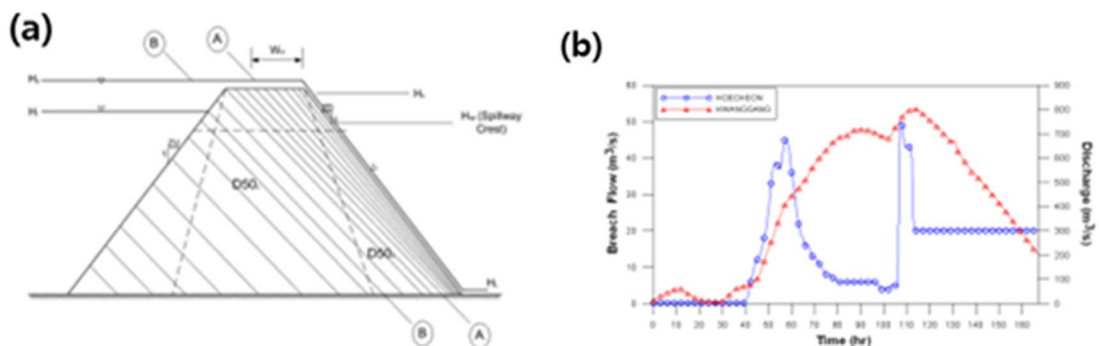 (a)
B
A
(Spillway
Crest)
D50
D50
B
A
(b)
HOECHEON
HWANGGANG
Breach Flow (m³/s)
60
50
40
30
20
10
0
900
800
700
600
500
400
300
200
100
0
Discharge (m³/s)
0 10 20 30 40 50 60 70 80 90 100 110 120 130 140 150 160
Time (hr)